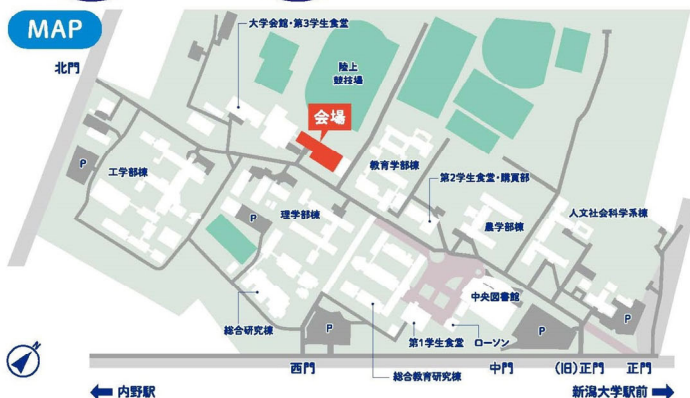 MAP
大学会館・第3学生食堂
北門
陸上
競技場
会場
P
工学部棟
教育学部棟
第2学生食堂・購買部
P
理学部棟
農学部棟
人文社会科学系棟
中央図書館
総合研究棟
P
第1学生食堂
ローソン
P
P
N
西門
総合教育研究棟
中門
(旧)正門
正門
内野駅
新潟大学駅前